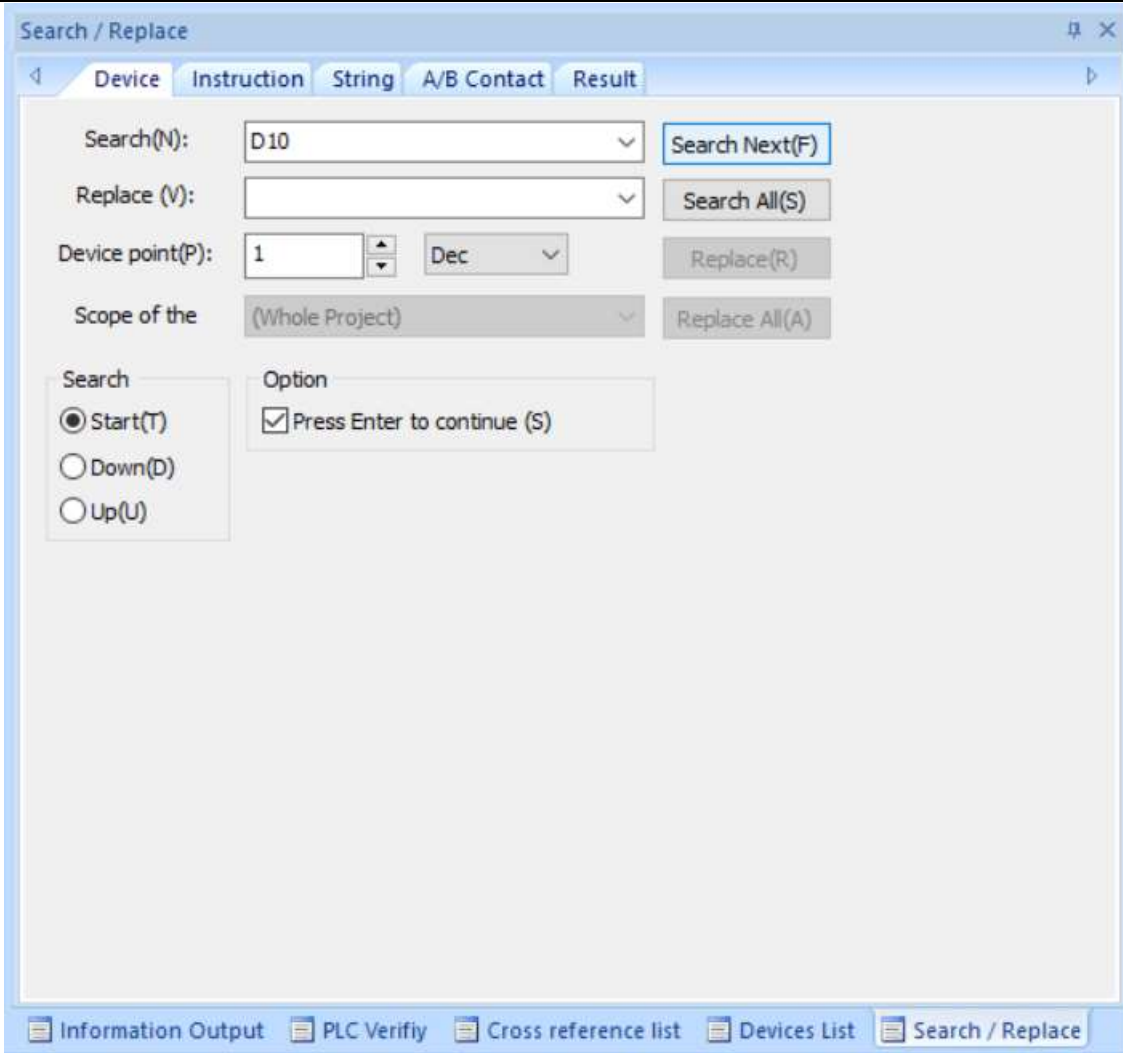 Search / Replace
Device Instruction String A/B Contact Result
Search(N): D10 Search Next(F)
Replace (V): Search All(S)
Device point(P): 1 Dec Replace(R)
Scope of the (Whole Project) Replace All(A)
Search Option
Start(T) Press Enter to continue (S)
Down(D)
Up(U)
Information Output PLC Verifiy Cross reference list Devices List Search / Replace